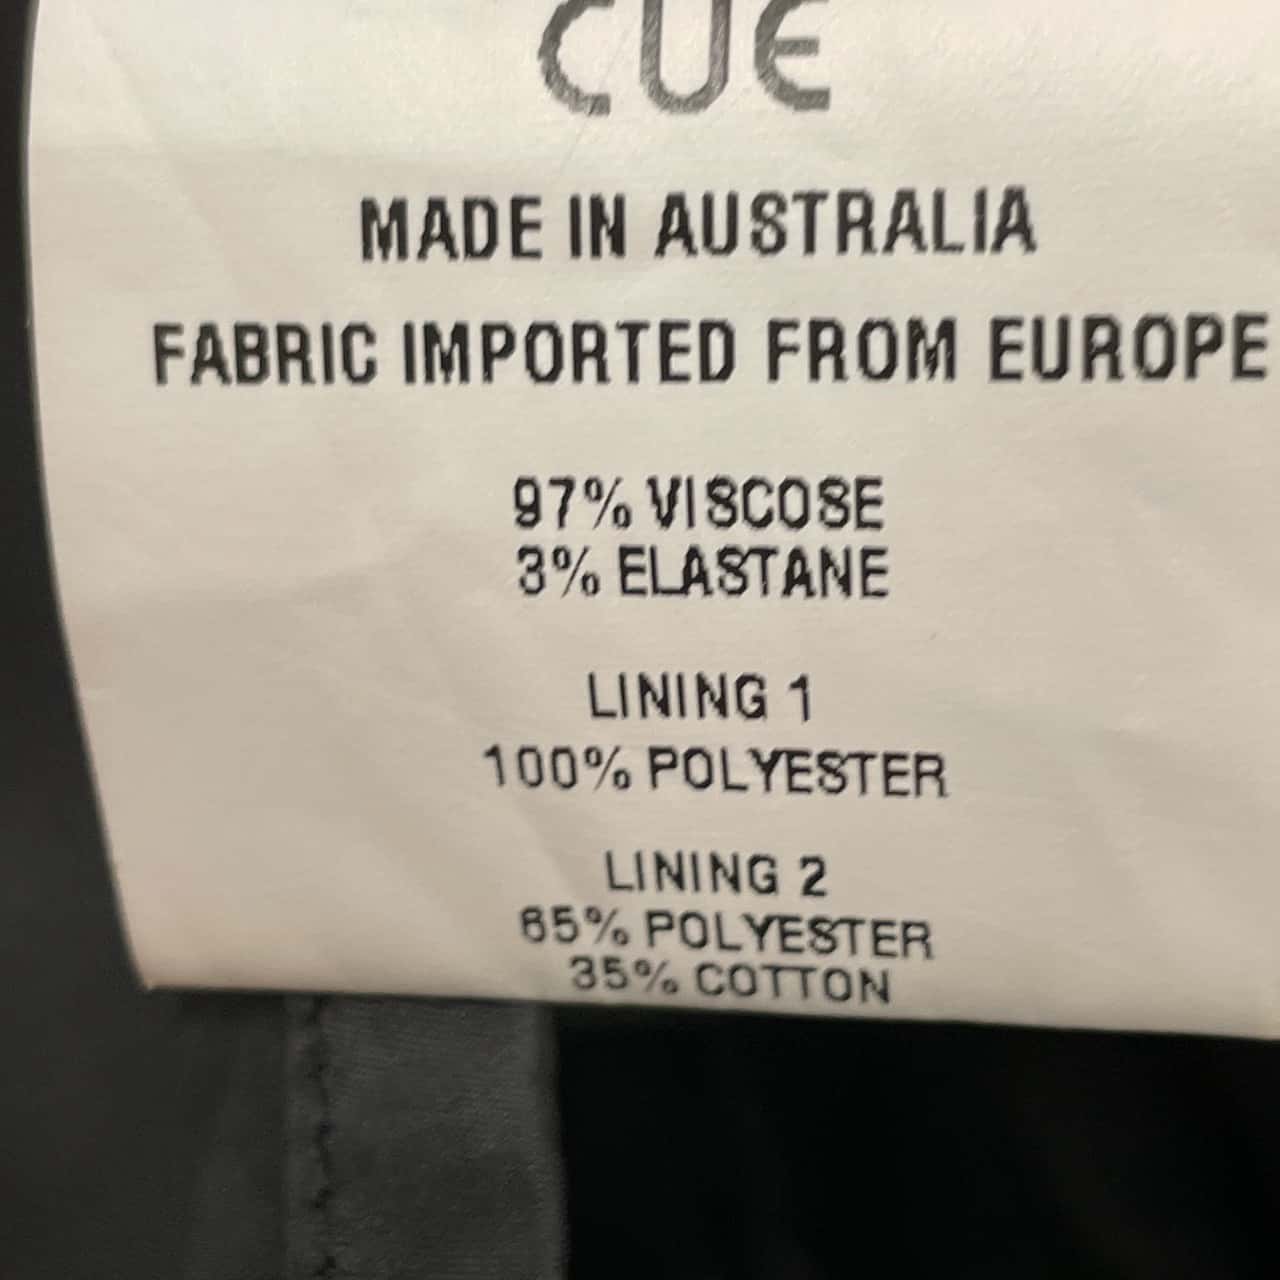 CUE
MADE IN AUSTRALIA
FABRIC IMPORTED FROM EUROPE
97% VISCOSE
3% ELASTANE
LINING 1
100% POLYESTER
LINING 2
65% POLYESTER
35% COTTON